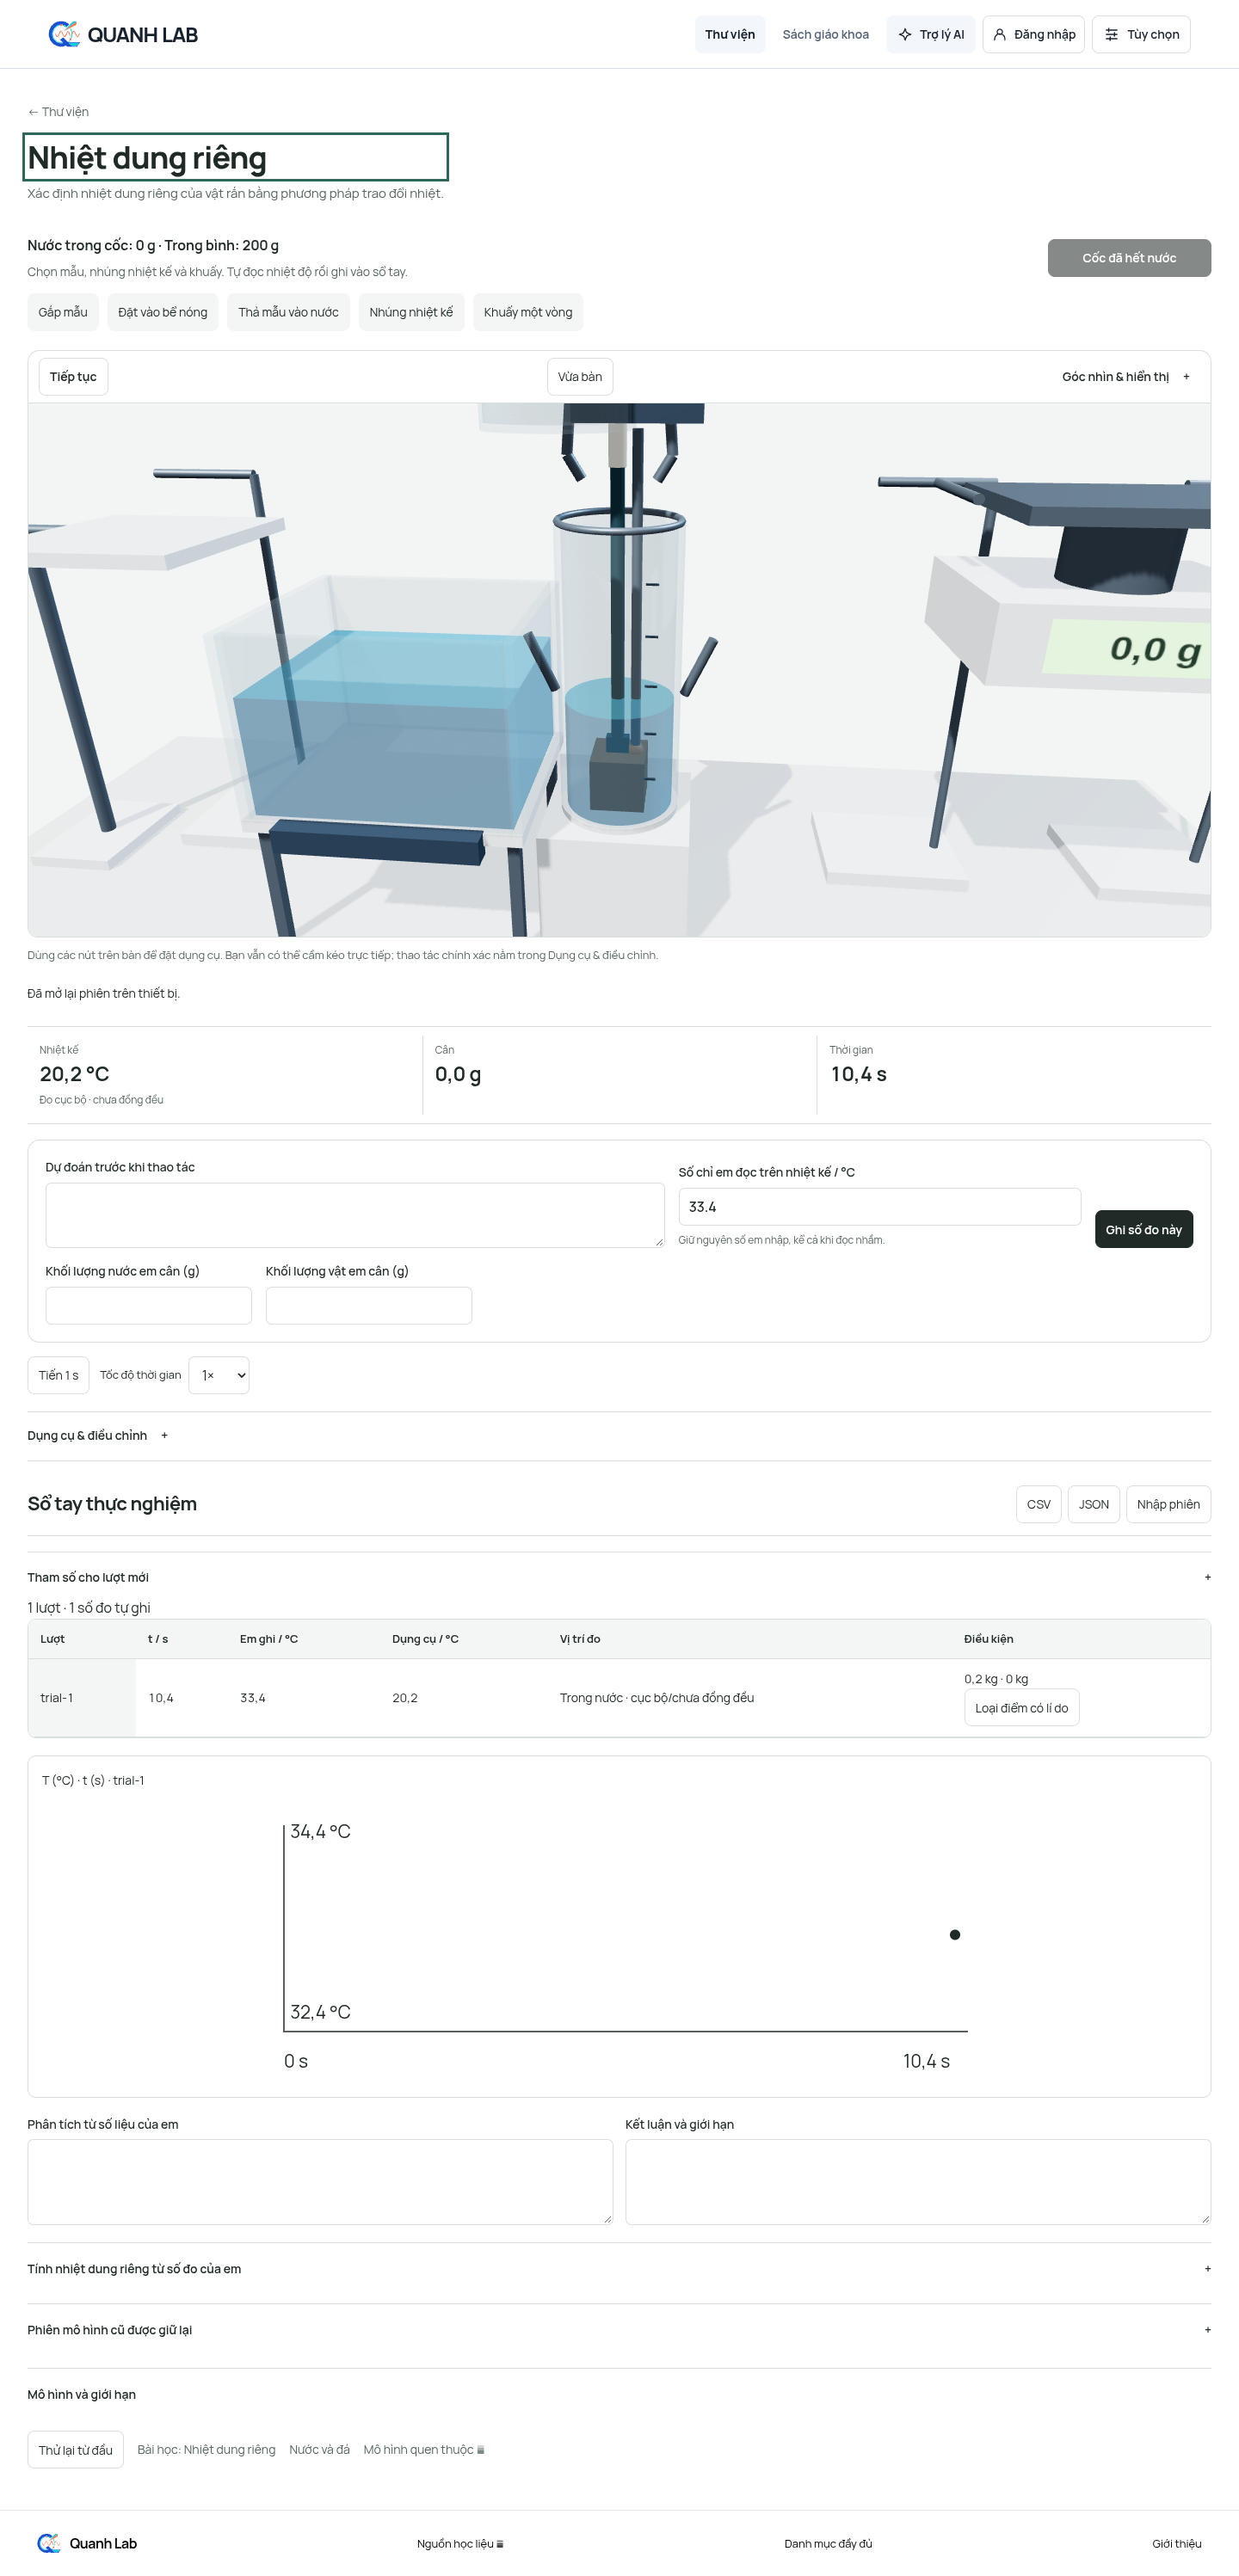 QUANH LAB
Thư viện
Sách giáo khoa
Trợ lý AI
Đăng nhập
Tùy chọn
← Thư viện
Nhiệt dung riêng
Xác định nhiệt dung riêng của vật rắn bằng phương pháp trao đổi nhiệt.
Nước trong cốc: 0 g · Trong bình: 200 g
Cốc đã hết nước
Chọn mẫu, nhúng nhiệt kế và khuấy. Tự đọc nhiệt độ rồi ghi vào sổ tay.
Gắp mẫu
Đặt vào bể nóng
Thả mẫu vào nước
Nhúng nhiệt kế
Khuấy một vòng
Tiếp tục
Vừa bàn
Góc nhìn & hiển thị +
0,0 g
Dùng các nút trên bàn để đặt dụng cụ. Bạn vẫn có thể cầm kéo trực tiếp; thao tác chính xác nằm trong Dụng cụ & điều chỉnh.
Đã mở lại phiên trên thiết bị.
Nhiệt kế
20,2 °C
Đo cục bộ · chưa đồng đều
Cân
0,0 g
Thời gian
10,4 s
Dự đoán trước khi thao tác
Số chỉ em đọc trên nhiệt kế / °C
33.4
Giữ nguyên số em nhập, kể cả khi đọc nhầm.
Ghi số đo này
Khối lượng nước em cân (g)
Khối lượng vật em cân (g)
Tiến 1 s
Tốc độ thời gian
1×
Dụng cụ & điều chỉnh +
Sổ tay thực nghiệm
CSV
JSON
Nhập phiên
Tham số cho lượt mới +
1 lượt · 1 số đo tự ghi
Lượt t / s Em ghi / °C Dụng cụ / °C Vị trí đo Điều kiện
trial-1 10,4 33,4 20,2 Trong nước · cục bộ/chưa đồng đều 0,2 kg · 0 kg
Loại điểm có lí do
T (°C) · t (s) · trial-1
34,4 °C
32,4 °C
0 s
10,4 s
Phân tích từ số liệu của em
Kết luận và giới hạn
Tính nhiệt dung riêng từ số đo của em +
Phiên mô hình cũ được giữ lại +
Mô hình và giới hạn
Thử lại từ đầu
Bài học: Nhiệt dung riêng
Nước và đá
Mô hình quen thuộc
Quanh Lab
Nguồn học liệu
Danh mục đầy đủ
Giới thiệu